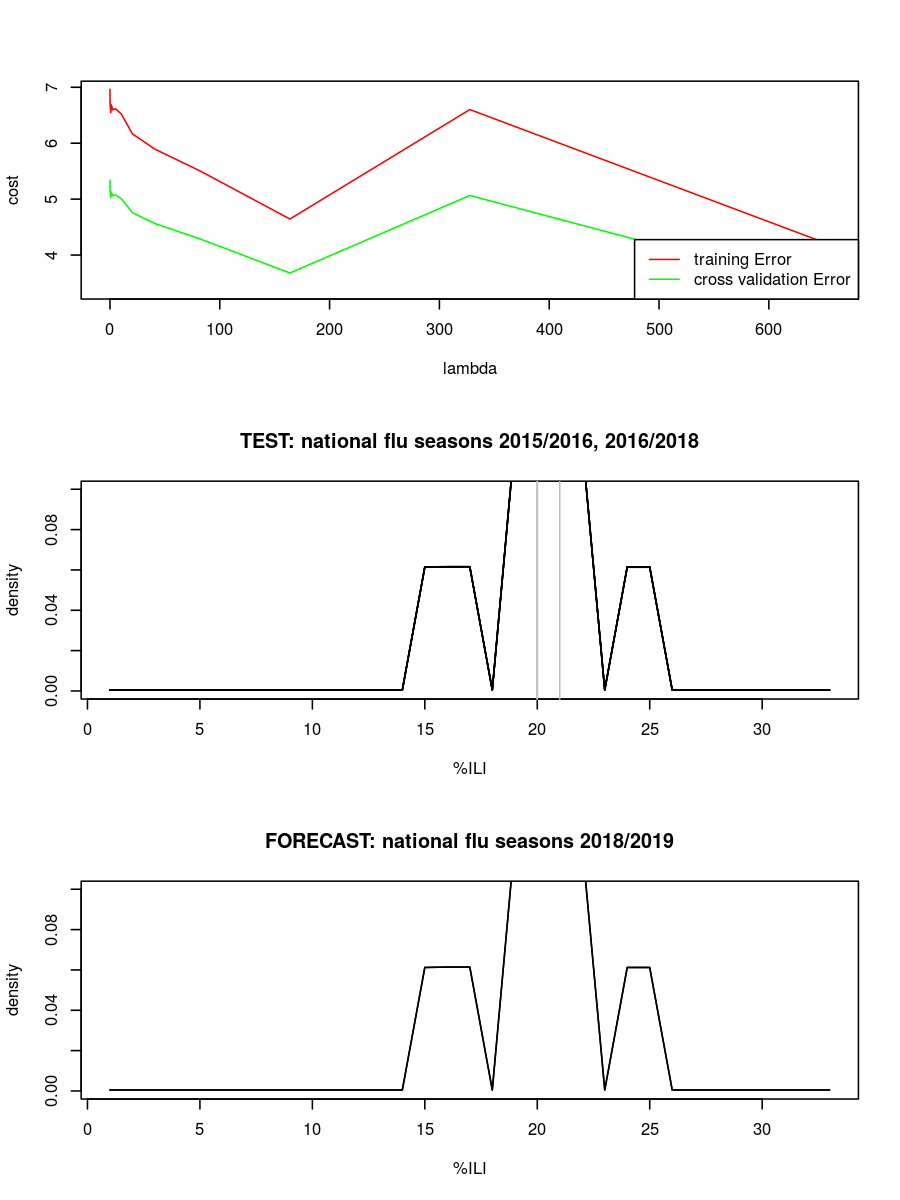 7
6
5
4
cost
training Error
cross validation Error
0 100 200 300 400 500 600
lambda
TEST: national flu seasons 2015/2016, 2016/2018
0.08
0.04
0.00
density
0 5 10 15 20 25 30
%ILI
FORECAST: national flu seasons 2018/2019
0.08
0.04
0.00
density
0 5 10 15 20 25 30
%ILI